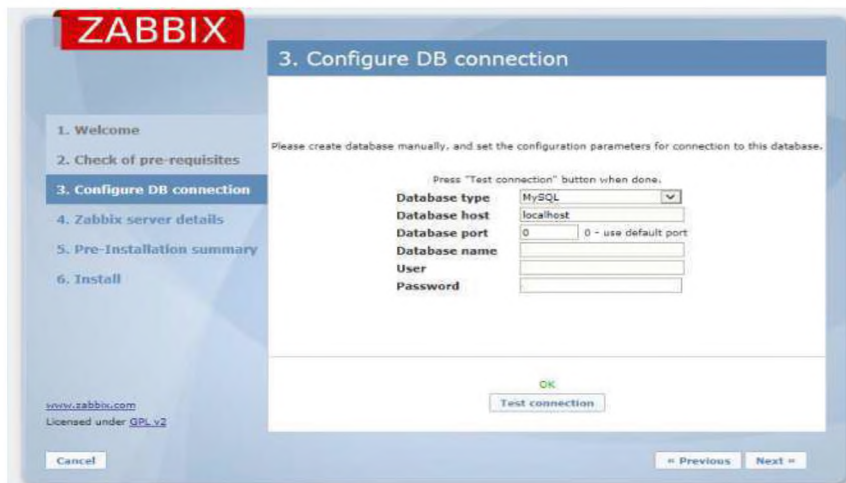 ZABBIX
3. Configure DB connection
1. Welcome
2. Check of pre-requisites
3. Configure DB connection
4. Zabbix server details
5. Pre-Installation summary
6. Install
Please create database manually, and set the configuration parameters for connection to this database.
Press "Test connection" button when done.
Database type MySQL
Database host localhost
Database port 0 0 - use default port
Database name
User
Password
OK
Test connection
www.zabbix.com
Licensed under GPL v2
Cancel
« Previous Next »